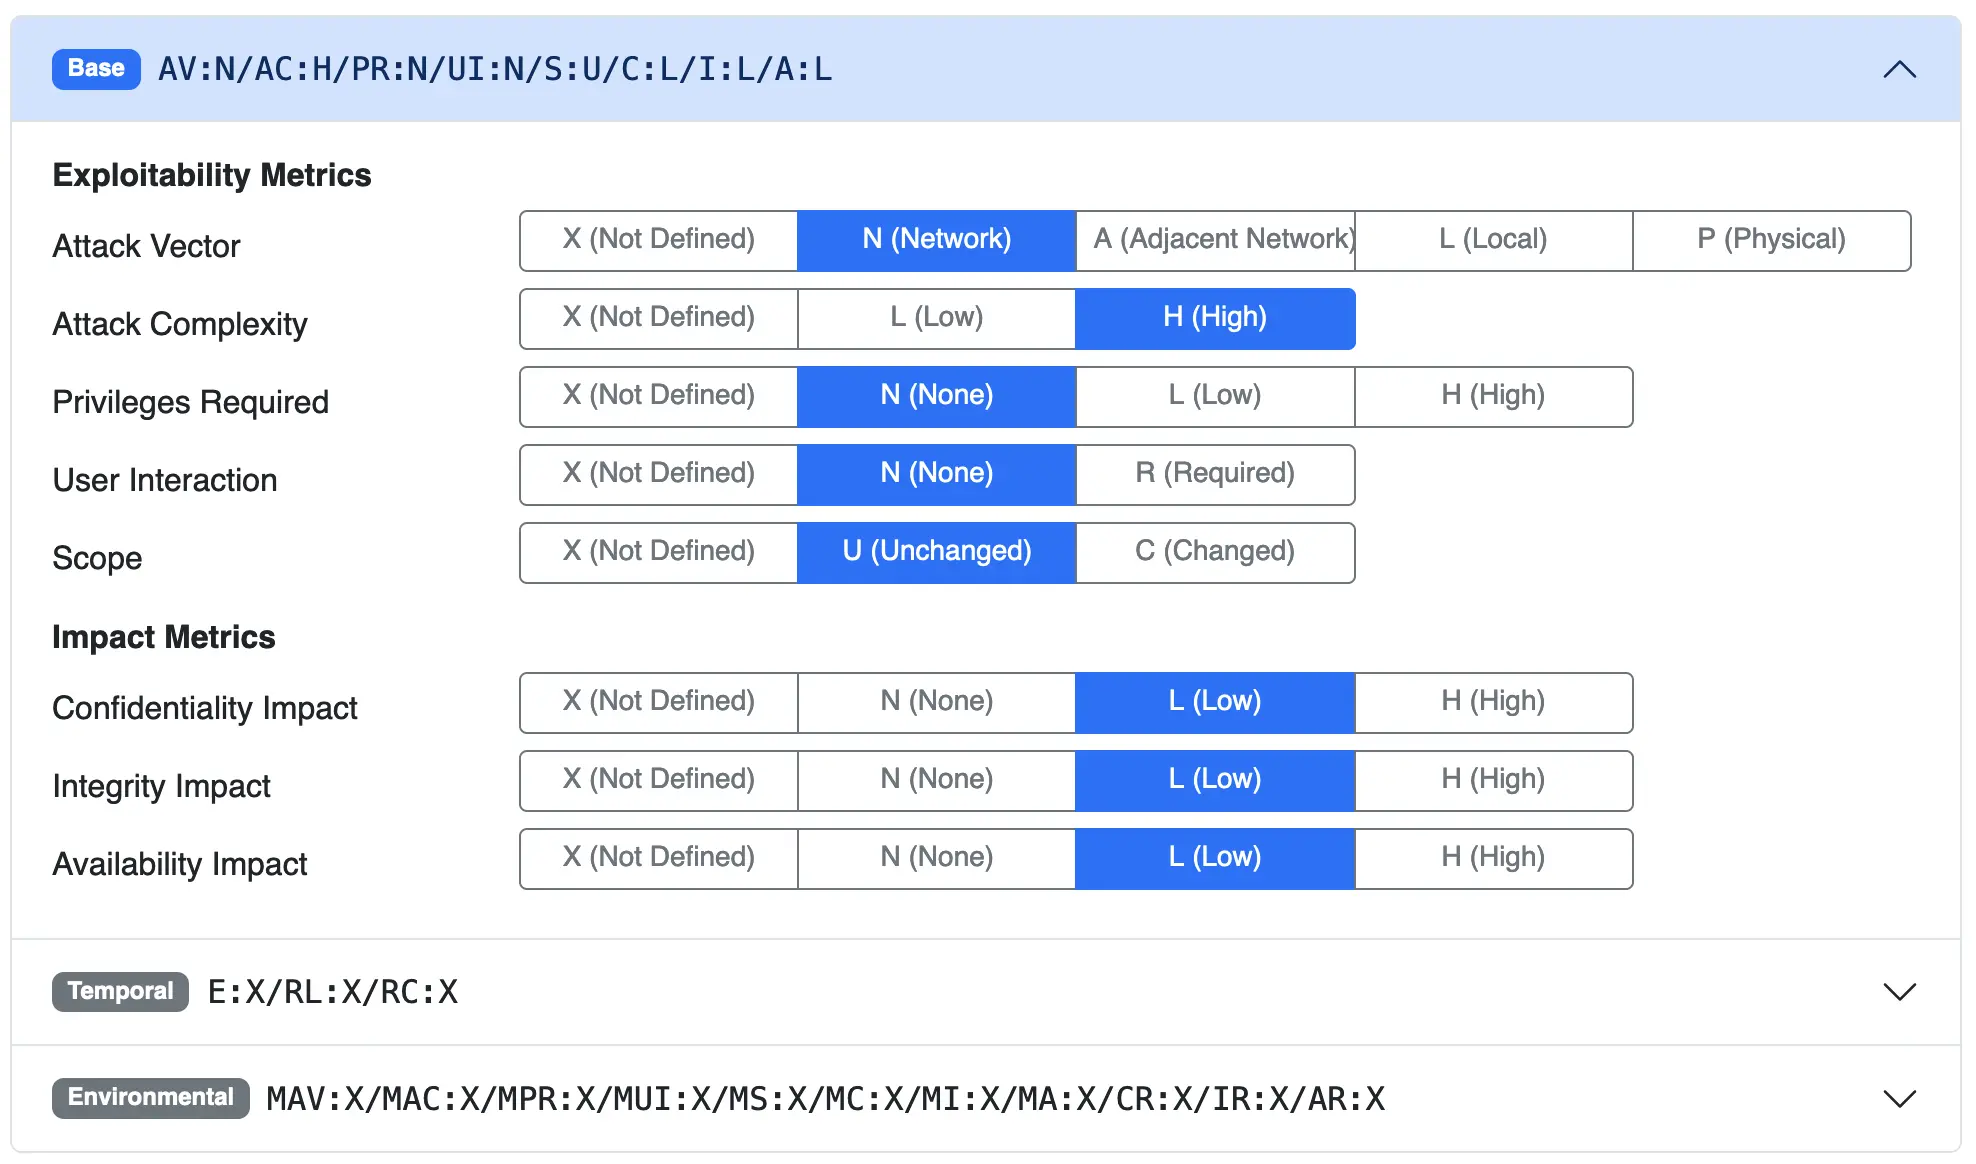 Base AV:N/AC:H/PR:N/UI:N/S:U/C:L/I:L/A:L
Exploitability Metrics
Attack Vector X (Not Defined) N (Network) A (Adjacent Network) L (Local) P (Physical)
Attack Complexity X (Not Defined) L (Low) H (High)
Privileges Required X (Not Defined) N (None) L (Low) H (High)
User Interaction X (Not Defined) N (None) R (Required)
Scope X (Not Defined) U (Unchanged) C (Changed)
Impact Metrics
Confidentiality Impact X (Not Defined) N (None) L (Low) H (High)
Integrity Impact X (Not Defined) N (None) L (Low) H (High)
Availability Impact X (Not Defined) N (None) L (Low) H (High)
Temporal E:X/RL:X/RC:X
Environmental MAV:X/MAC:X/MPR:X/MUI:X/MS:X/MC:X/MI:X/MA:X/CR:X/IR:X/AR:X